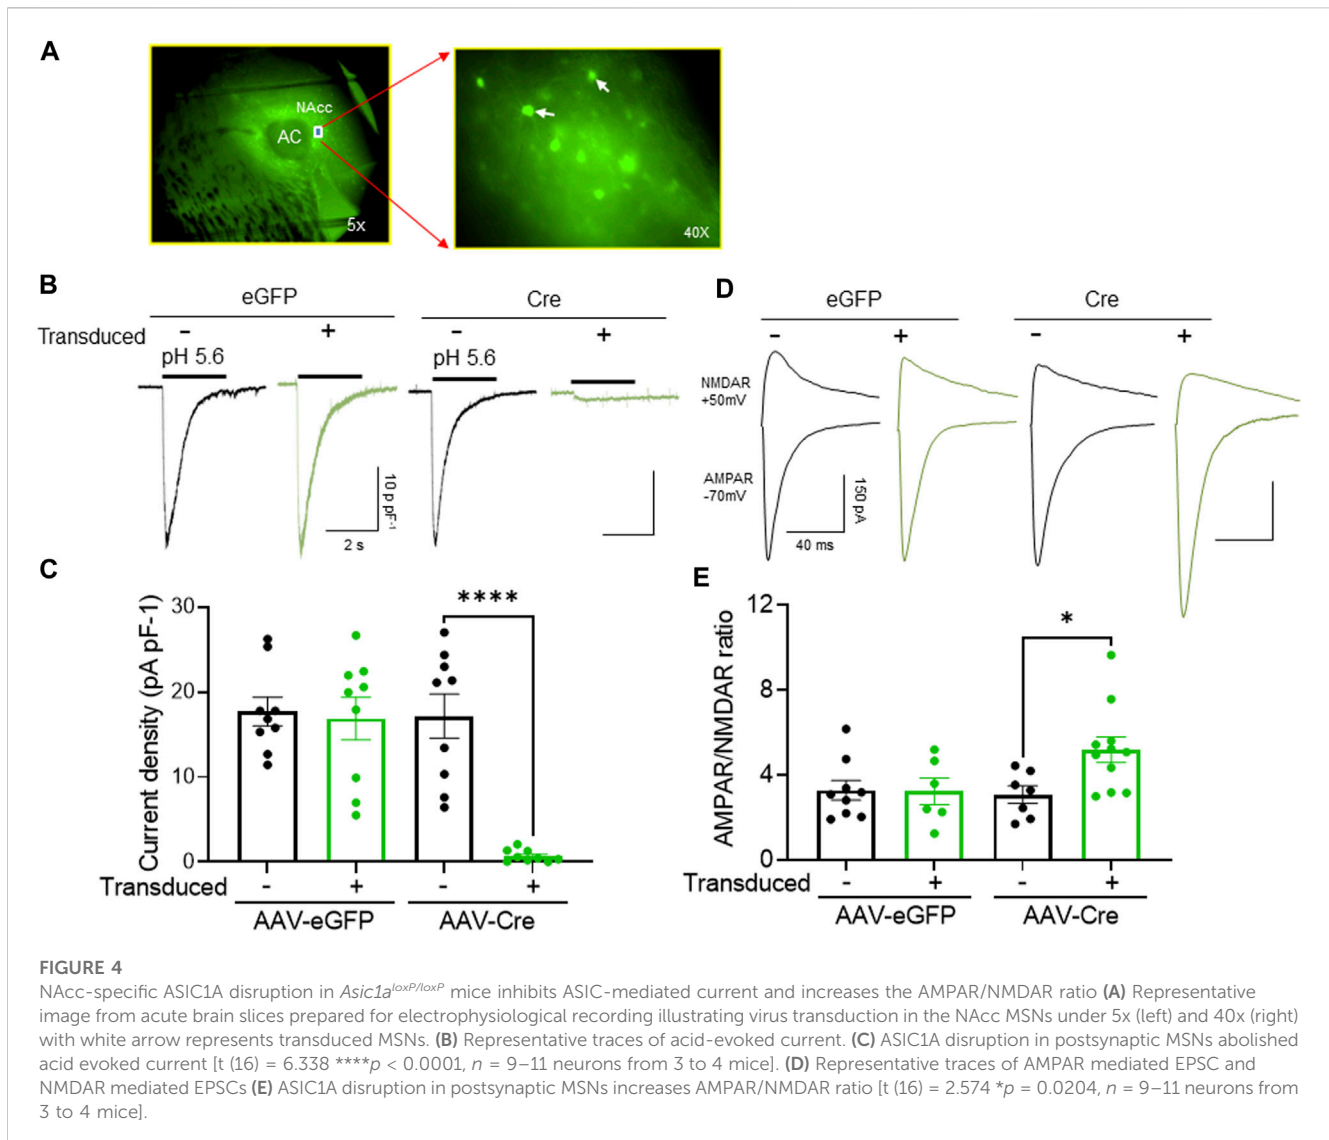 A
NAcc
AC
5x
40X
B
eGFP
Cre
Transducted
− + − +
pH 5.6
pH 5.6
10 p pF-1
2 s
D
eGFP
Cre
− + − +
NMDAR
+50mV
AMPAR
-70mV
150 pA
40 ms
C
Current density (pA pF-1)
30
20
10
0
****
Transduced - + - +
AAV-eGFP AAV-Cre
E
AMPAR/NMDAR ratio
12
8
4
0
*
Transduced - + - +
AAV-eGFP AAV-Cre
FIGURE 4
NAcc-specific ASIC1A disruption in Asic1a^loxP/loxP mice inhibits ASIC-mediated current and increases the AMPAR/NMDAR ratio (A) Representative
image from acute brain slices prepared for electrophysiological recording illustrating virus transduction in the NAcc MSNs under 5x (left) and 40x (right)
with white arrow represents transduced MSNs. (B) Representative traces of acid-evoked current. (C) ASIC1A disruption in postsynaptic MSNs abolished
acid evoked current [t (16) = 6.338 ****p < 0.0001, n = 9–11 neurons from 3 to 4 mice]. (D) Representative traces of AMPAR mediated EPSC and
NMDAR mediated EPSCs (E) ASIC1A disruption in postsynaptic MSNs increases AMPAR/NMDAR ratio [t (16) = 2.574 *p = 0.0204, n = 9–11 neurons from
3 to 4 mice].